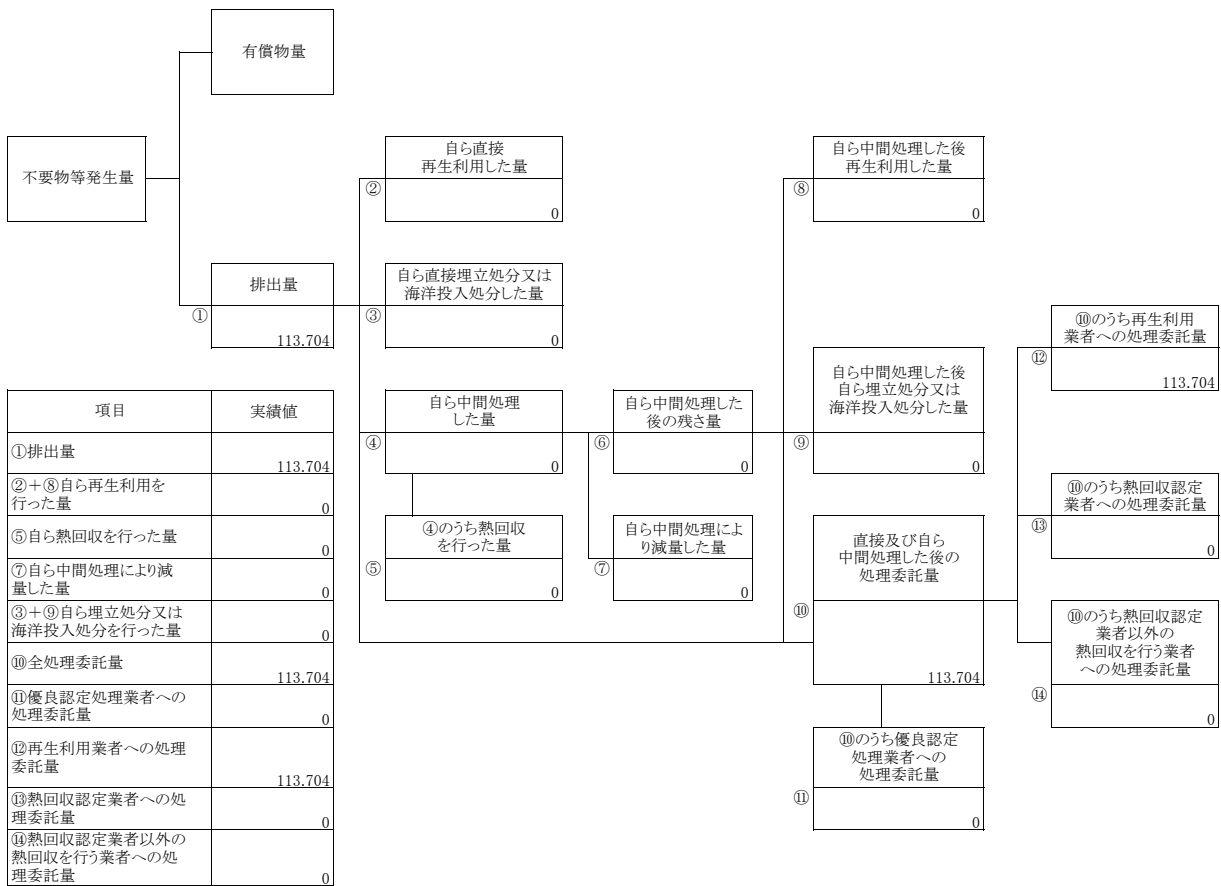 有償物量
不要物等発生量
自ら直接
再生利用した量
②
0
自ら中間処理した後
再生利用した量
⑧
0
排出量
①
113.704
自ら直接埋立処分又は
海洋投入処分した量
③
0
⑩のうち再生利用
業者への処理委託量
⑫
113.704
自ら中間処理
した量
④
0
自ら中間処理した
後の残さ量
⑥
0
自ら中間処理した後
自ら埋立処分又は
海洋投入処分した量
⑨
0
⑩のうち熱回収認定
業者への処理委託量
⑬
0
④のうち熱回収
を行った量
⑤
0
自ら中間処理によ
り減量した量
⑦
0
直接及び自ら
中間処理した後の
処理委託量
⑩
113.704
⑩のうち熱回収認定
業者以外の
熱回収を行う業者
への処理委託量
⑭
0
⑩のうち優良認定
処理業者への
処理委託量
⑪
0
項目 実績値
①排出量
113.704
②＋⑧自ら再生利用を
行った量
0
⑤自ら熱回収を行った量
0
⑦自ら中間処理により減
量した量
0
③＋⑨自ら埋立処分又は
海洋投入処分を行った量
0
⑩全処理委託量
113.704
⑪優良認定処理業者への
処理委託量
0
⑫再生利用業者への処理
委託量
113.704
⑬熱回収認定業者への処
理委託量
0
⑭熱回収認定業者以外の
熱回収を行う業者への処
理委託量
0